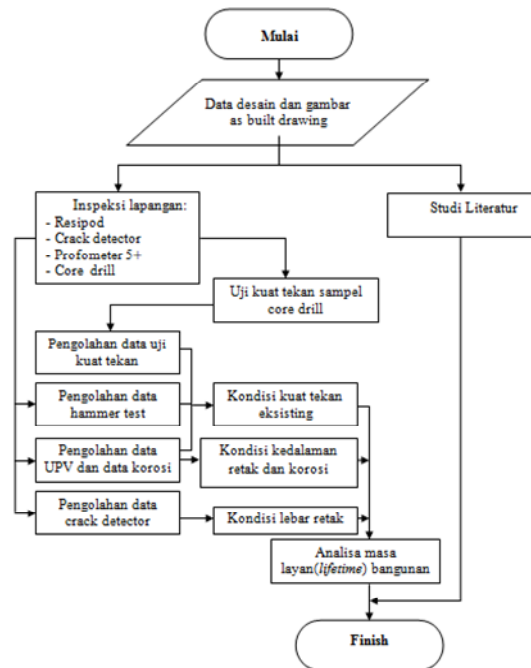 Mulai
Data desain dan gambar
as built drawing
Inspeksi lapangan:
- Resipod
- Crack detector
- Profometer 5+
- Core drill
Studi Literatur
Uji kuat tekan sampel
core drill
Pengolahan data uji
kuat tekan
Pengolahan data
hammer test
Kondisi kuat tekan
eksisting
Pengolahan data
UPV dan data korosi
Kondisi kedalaman
retak dan korosi
Pengolahan data
crack detector
Kondisi lebar retak
Analisa masa
layan(lifetime) bangunan
Finish